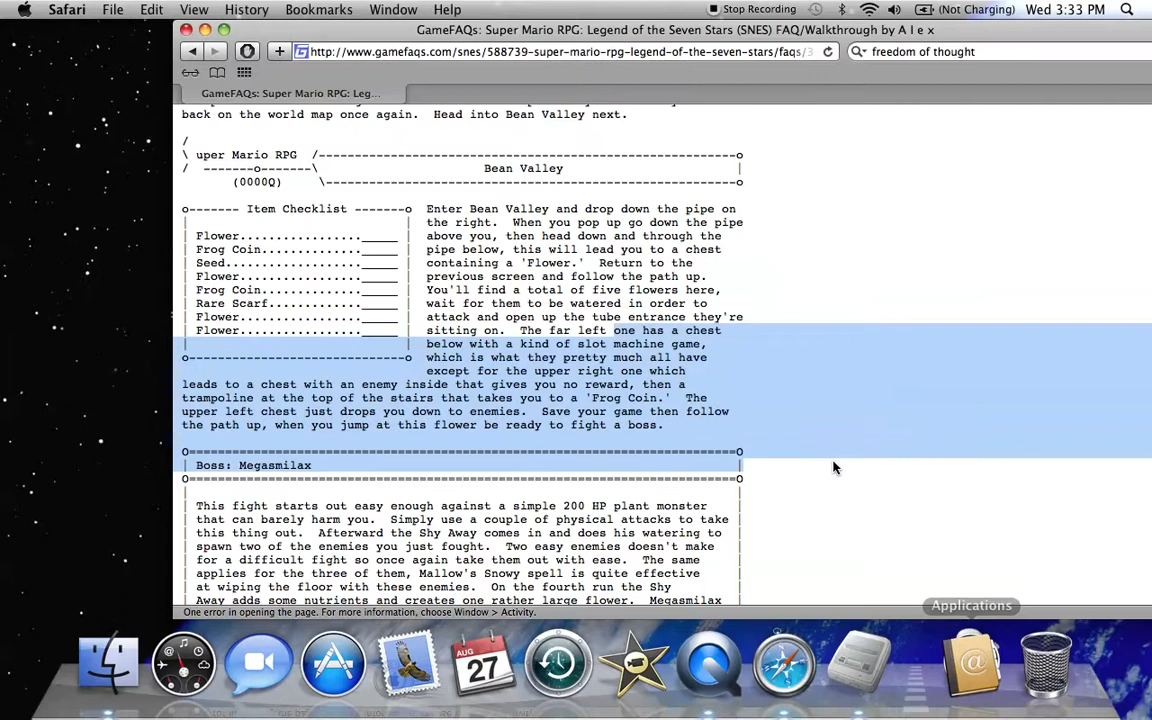 Safari File Edit View History Bookmarks Window Help Stop Recording (Not Charging) Wed 3:33 PM
GameFAQs: Super Mario RPG: Legend of the Seven Stars (SNES) FAQ/Walkthrough by A l e x
http://www.gamefaqs.com/snes/588739-super-mario-rpg-legend-of-the-seven-stars/faqs/3 freedom of thought
GameFAQs: Super Mario RPG: Leg...
back on the world map once again. Head into Bean Valley next.
/
\ uper Mario RPG /----------------------------------------------------------o
/ -------o-------\ Bean Valley |
(0000Q) \---------------------------------------------------------o
o------- Item Checklist -------o Enter Bean Valley and drop down the pipe on
| | the right. When you pop up go down the pipe
| Flower................_____ | above you, then head down and through the
| Frog Coin............._____ | pipe below, this will lead you to a chest
| Seed.................._____ | containing a 'Flower.' Return to the
| Flower................_____ | previous screen and follow the path up.
| Frog Coin............._____ | You'll find a total of five flowers here,
| Rare Scarf............_____ | wait for them to be watered in order to
| Flower................_____ | attack and open up the tube entrance they're
| Flower................_____ | sitting on. The far left one has a chest
| | below with a kind of slot machine game,
o------------------------------o which is what they pretty much all have
except for the upper right one which
leads to a chest with an enemy inside that gives you no reward, then a
trampoline at the top of the stairs that takes you to a 'Frog Coin.' The
upper left chest just drops you down to enemies. Save your game then follow
the path up, when you jump at this flower be ready to fight a boss.
O============================================================================O
| Boss: Megasmilax |
O============================================================================O
| |
| This fight starts out easy enough against a simple 200 HP plant monster |
| that can barely harm you. Simply use a couple of physical attacks to take |
| this thing out. Afterward the Shy Away comes in and does his watering to |
| spawn two of the enemies you just fought. Two easy enemies doesn't make |
| for a difficult fight so once again take them out with ease. The same |
| applies for the three of them, Mallow's Snowy spell is quite effective |
| at wiping the floor with these enemies. On the fourth run the Shy |
| Away adds some nutrients and creates one rather large flower. Megasmilax |
One error in opening the page. For more information, choose Window > Activity.
Applications
AUG
27